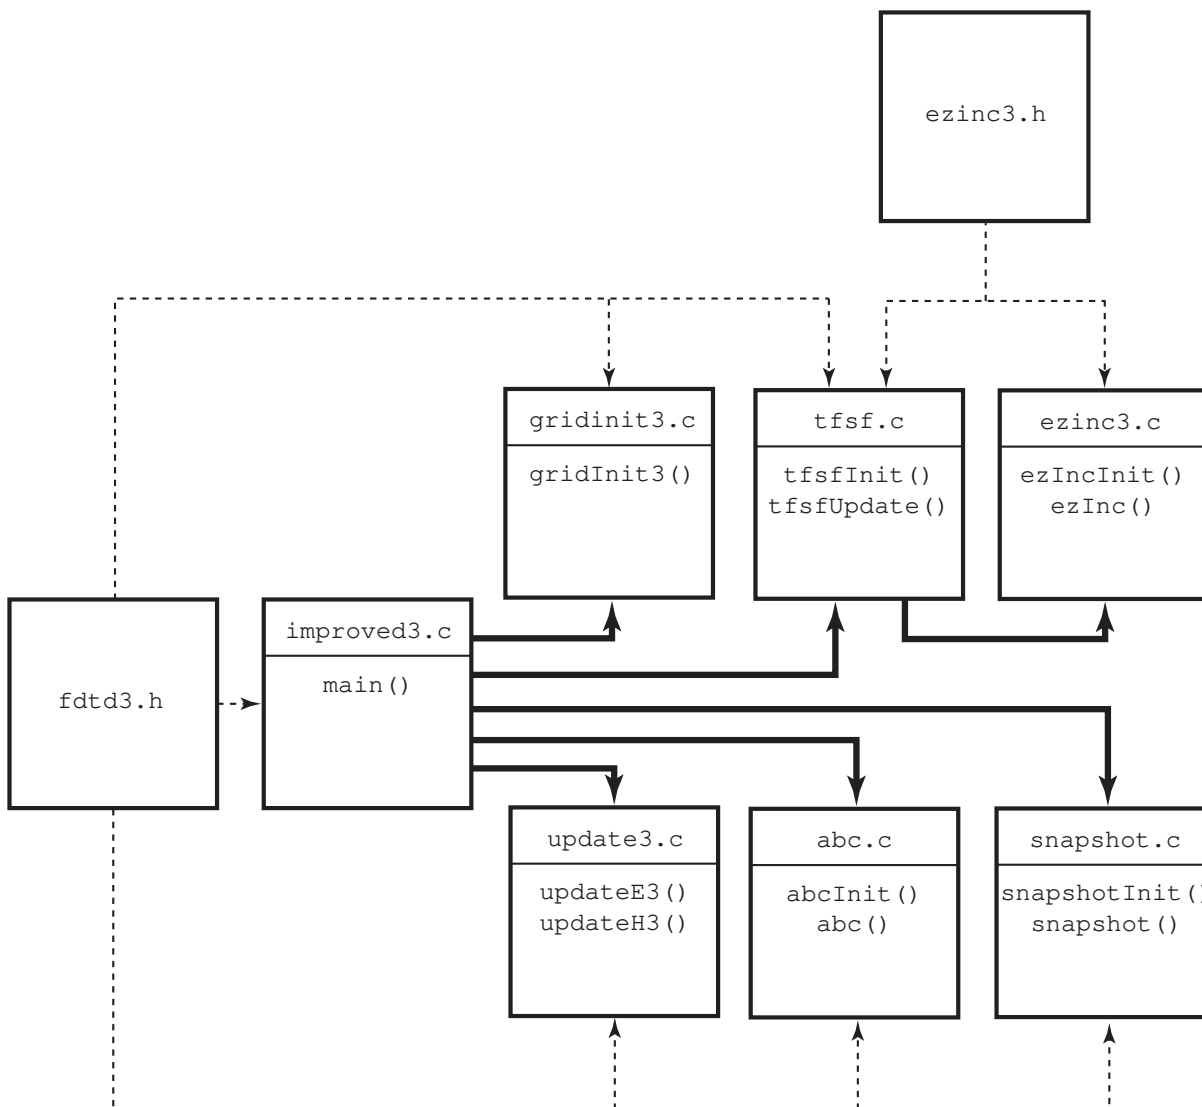 ezinc3.h
gridinit3.c
gridInit3()
tfsf.c
tfsfInit()
tfsfUpdate()
ezinc3.c
ezIncInit()
ezInc()
fdtd3.h
improved3.c
main()
update3.c
updateE3()
updateH3()
abc.c
abcInit()
abc()
snapshot.c
snapshotInit()
snapshot()